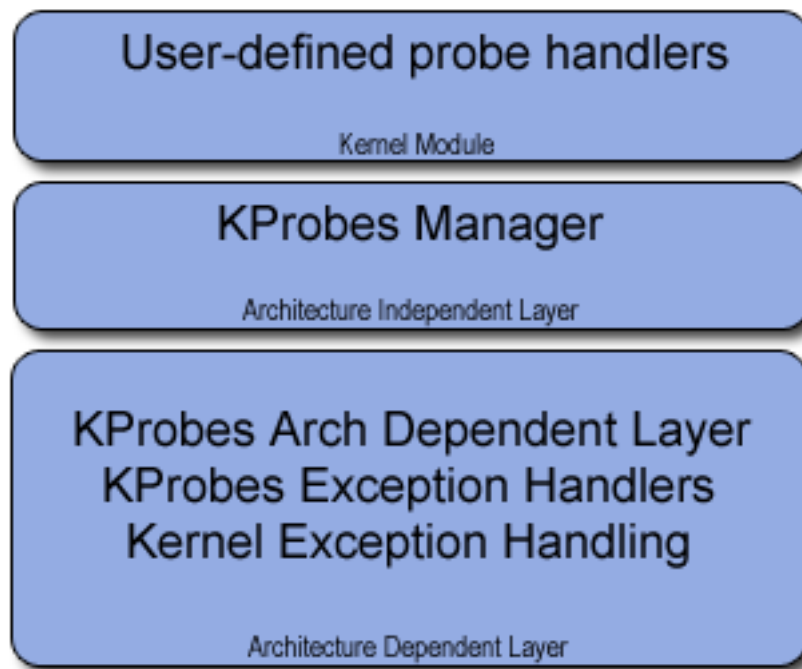 User-defined probe handlers
Kernel Module
KProbes Manager
Architecture Independent Layer
KProbes Arch Dependent Layer
KProbes Exception Handlers
Kernel Exception Handling
Architecture Dependent Layer